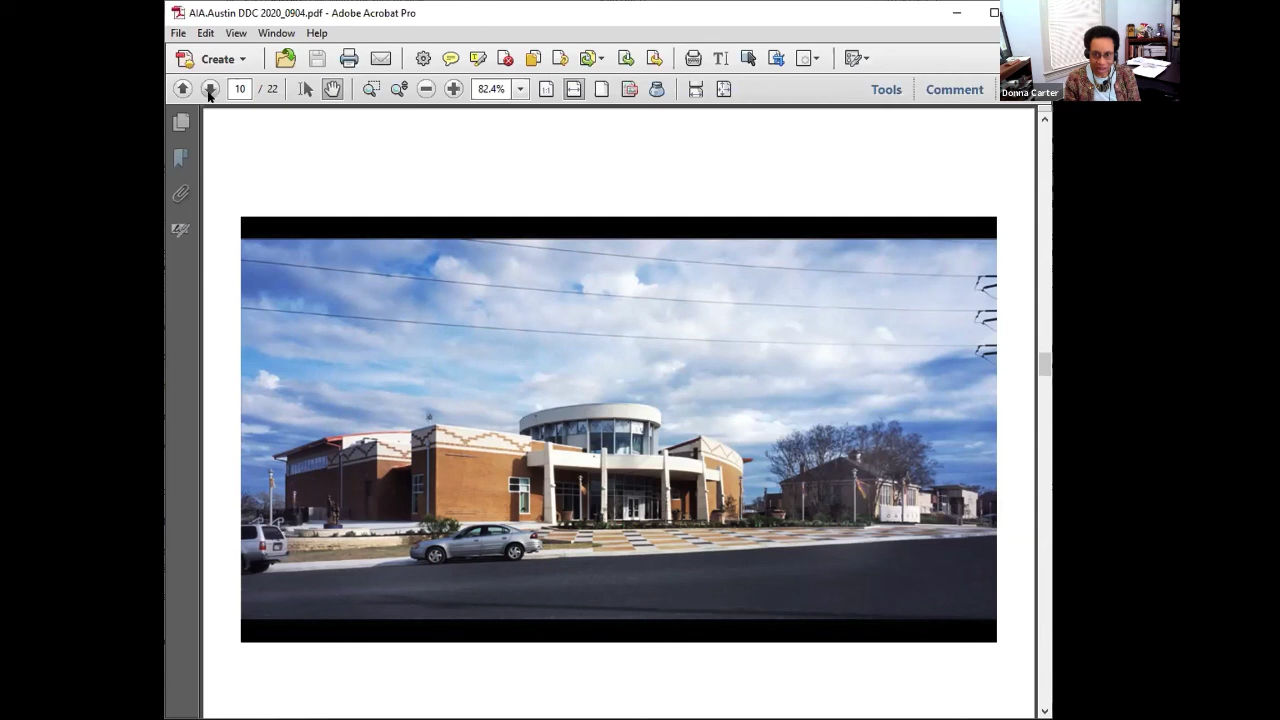 AIA.Austin DDC 2020_0904.pdf - Adobe Acrobat Pro
File Edit View Window Help
Create
10 / 22 82.4% Tools Comment
Donna Carter